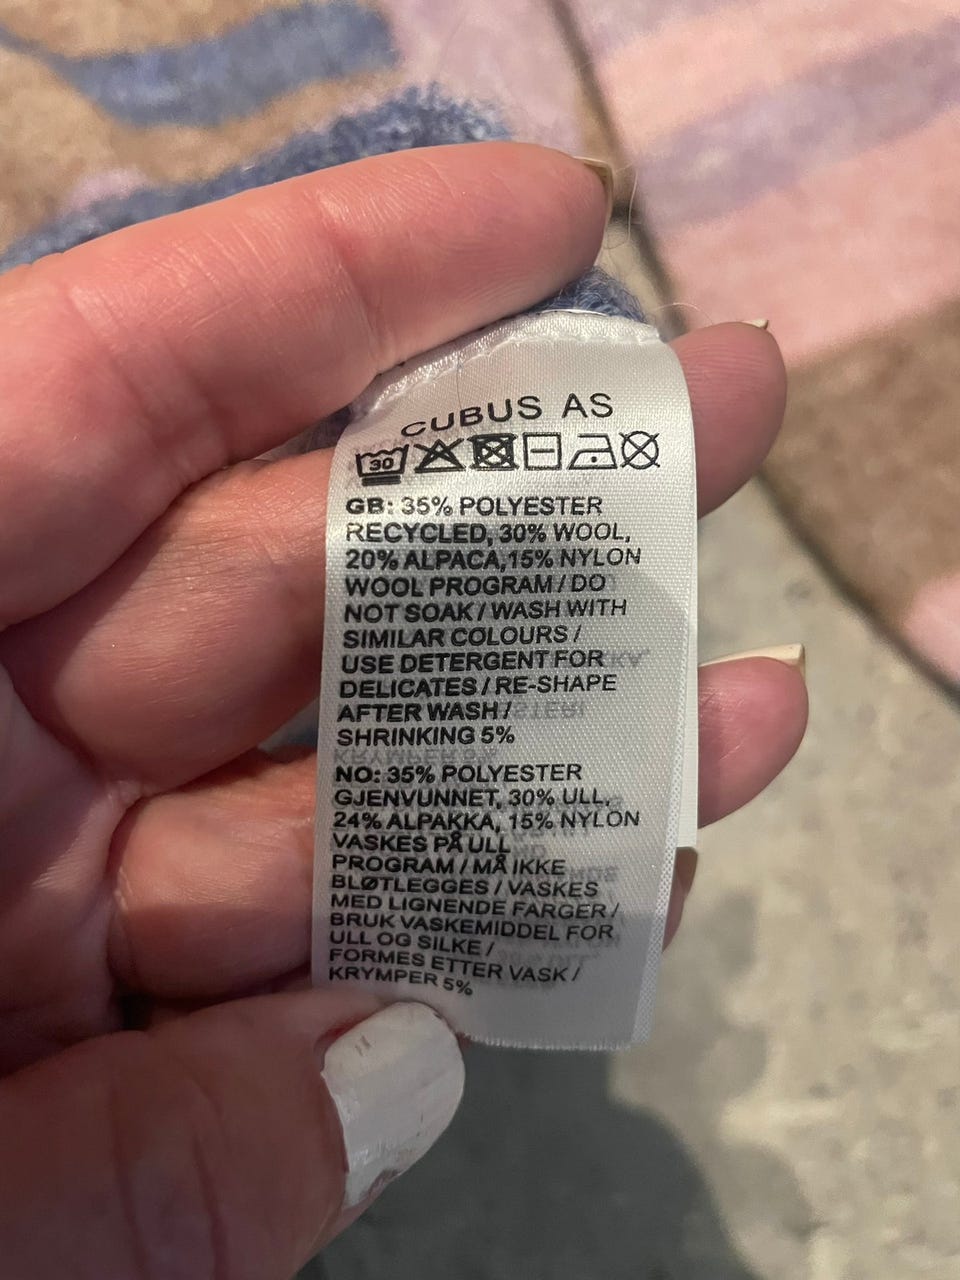 CUBUS AS
30
GB: 35% POLYESTER
RECYCLED, 30% WOOL,
20% ALPACA,15% NYLON
WOOL PROGRAM / DO
NOT SOAK / WASH WITH
SIMILAR COLOURS /
USE DETERGENT FOR
DELICATES / RE-SHAPE
AFTER WASH /
SHRINKING 5%
NO: 35% POLYESTER
GJENVUNNET, 30% ULL,
24% ALPAKKA, 15% NYLON
VASKES PÅ ULL
PROGRAM / MÅ IKKE
BLØTLEGGES / VASKES
MED LIGNENDE FARGER /
BRUK VASKEMIDDEL FOR
ULL OG SILKE /
FORMES ETTER VASK /
KRYMPER 5%